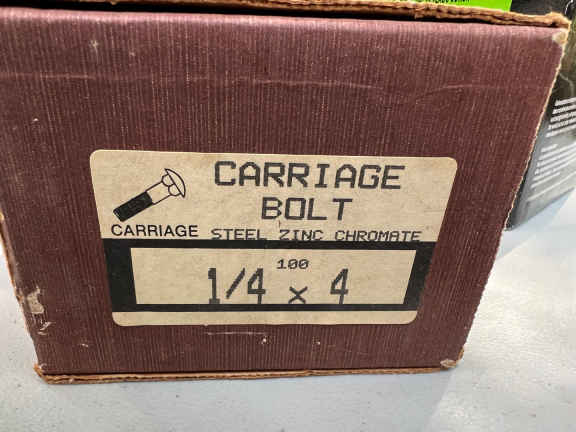 CARRIAGE
BOLT
CARRIAGE
STEEL ZINC CHROMATE
100
1/4 x 4